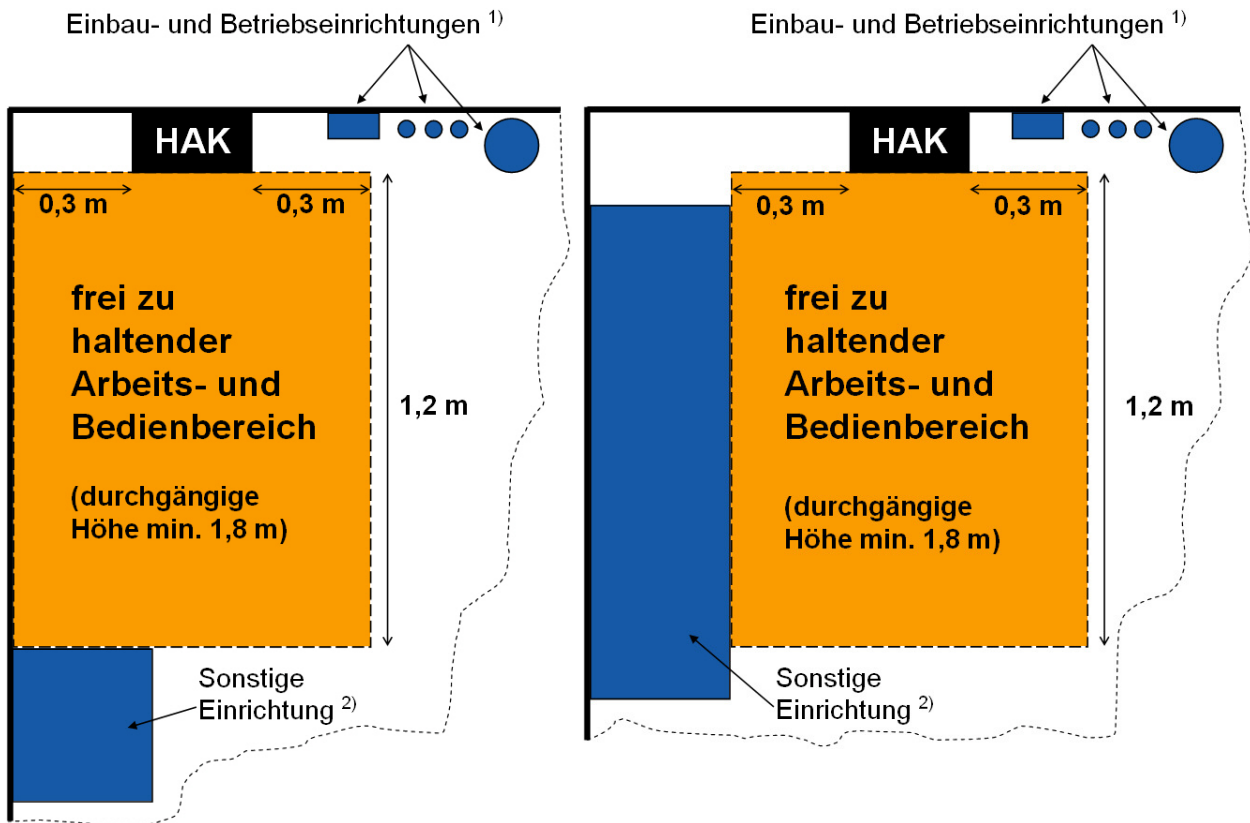 Einbau- und Betriebseinrichtungen 1)
HAK
0,3 m
0,3 m
frei zu
haltender
Arbeits- und
Bedienbereich
(durchgängige
Höhe min. 1,8 m)
1,2 m
Sonstige
Einrichtung 2)
Einbau- und Betriebseinrichtungen 1)
HAK
0,3 m
0,3 m
frei zu
haltender
Arbeits- und
Bedienbereich
(durchgängige
Höhe min. 1,8 m)
1,2 m
Sonstige
Einrichtung 2)